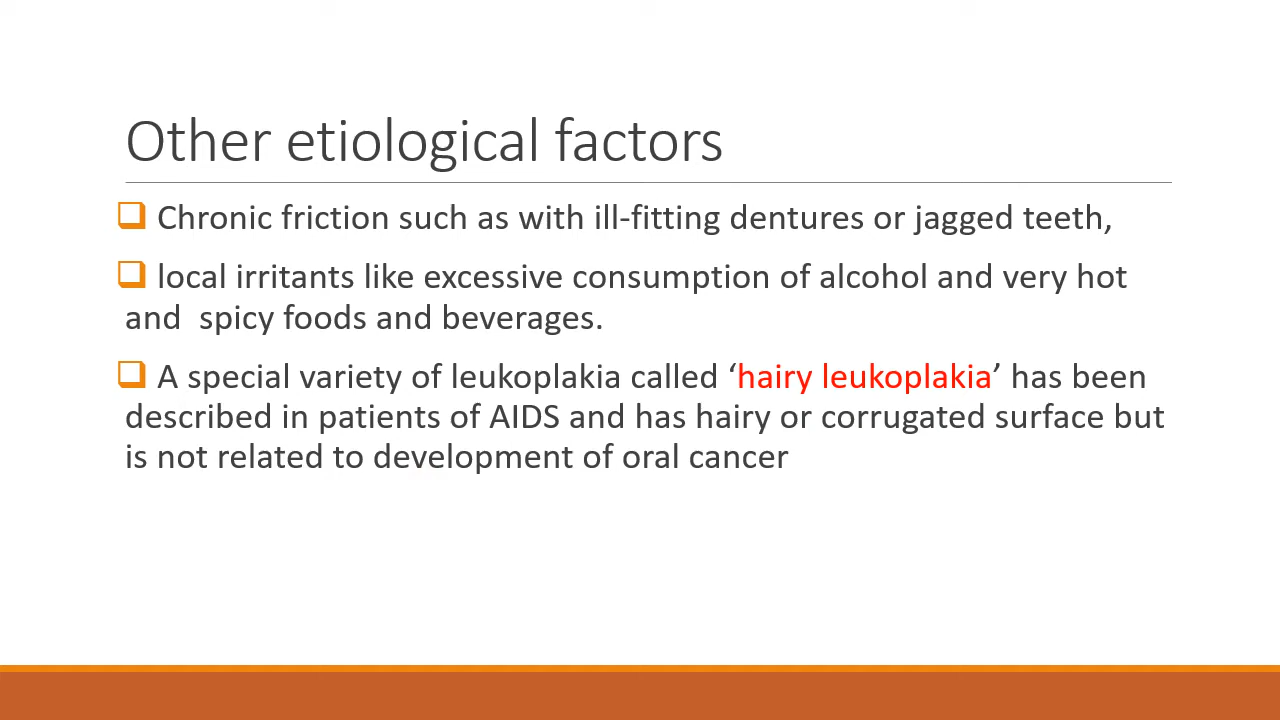 Other etiological factors
Chronic friction such as with ill-fitting dentures or jagged teeth,
local irritants like excessive consumption of alcohol and very hot
and  spicy foods and beverages.
A special variety of leukoplakia called ‘hairy leukoplakia’ has been
described in patients of AIDS and has hairy or corrugated surface but
is not related to development of oral cancer